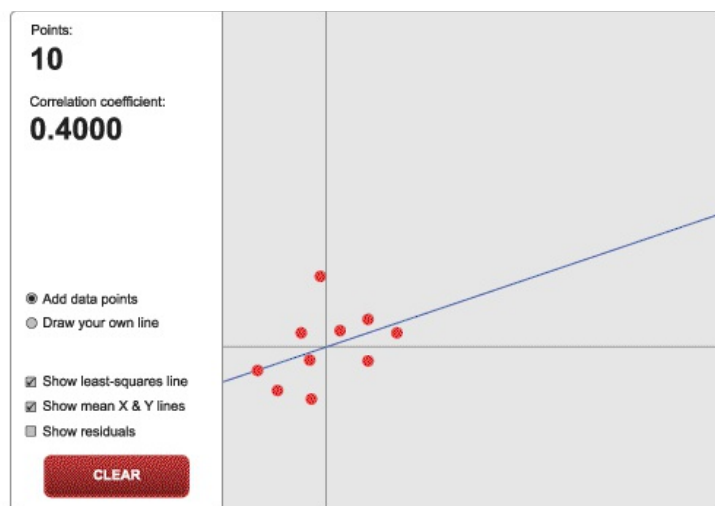 Points:
10
Correlation coefficient:
0.4000
Add data points
Draw your own line
Show least-squares line
Show mean X & Y lines
Show residuals
CLEAR